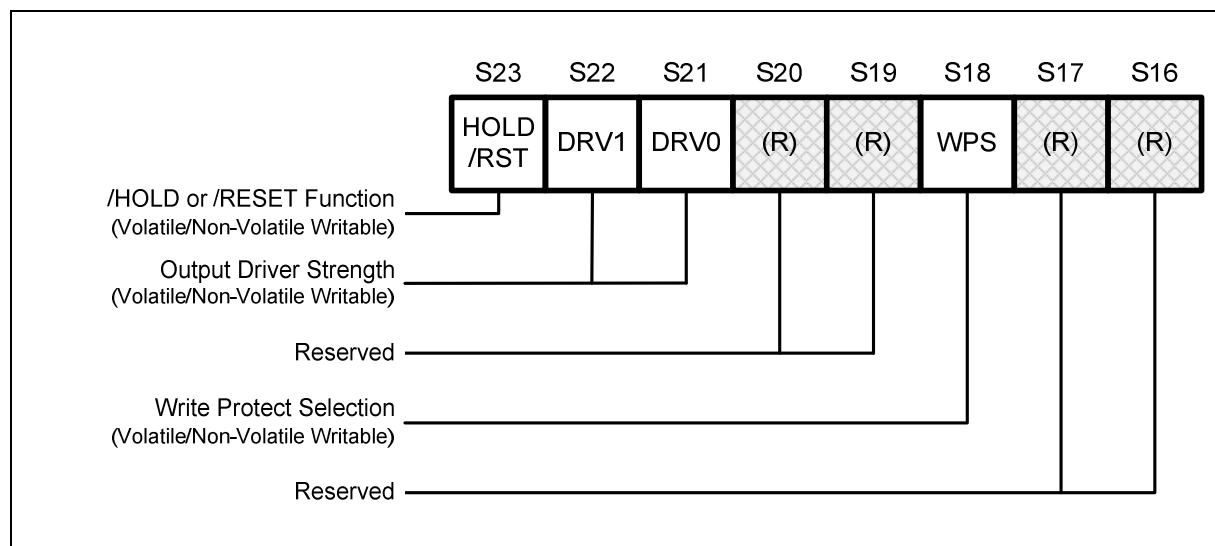 S23 S22 S21 S20 S19 S18 S17 S16
HOLD
/RST
DRV1 DRV0 (R) (R) WPS (R) (R)
/HOLD or /RESET Function
(Volatile/Non-Volatile Writable)
Output Driver Strength
(Volatile/Non-Volatile Writable)
Reserved
Write Protect Selection
(Volatile/Non-Volatile Writable)
Reserved